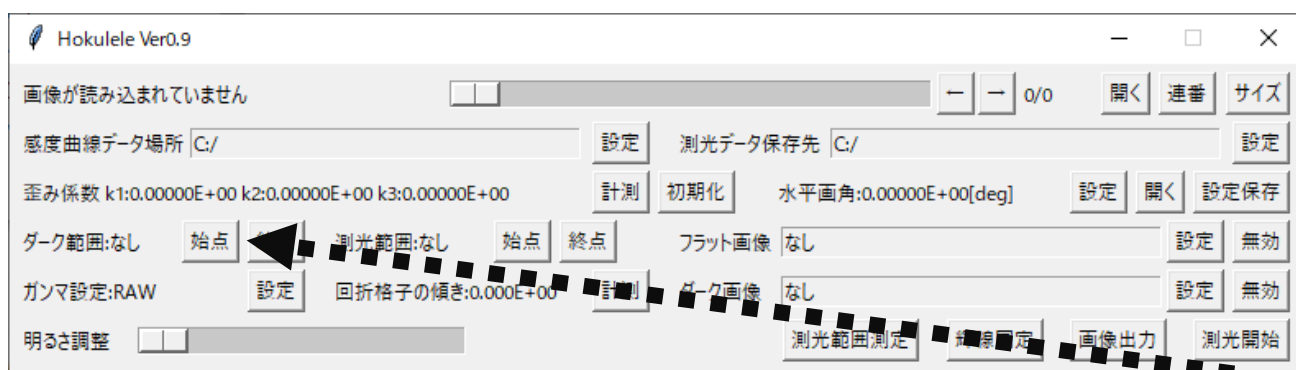 Hokulele Ver0.9
画像が読み込まれていません ← → 0/0 開く 連番 サイズ
感度曲線データ場所 C:/ 設定 測光データ保存先 C:/ 設定
歪み係数 k1:0.00000E+00 k2:0.00000E+00 k3:0.00000E+00 計測 初期化 水平画角:0.00000E+00[deg] 設定 開く 設定保存
ダーク範囲:なし 始点 測光範囲:なし 始点 終点 フラット画像 なし 設定 無効
ガンマ設定:RAW 設定 回折格子の傾き:0.000E+00 計測 ダーク画像 なし 設定 無効
明るさ調整 測光範囲測定 画像出力 測光開始